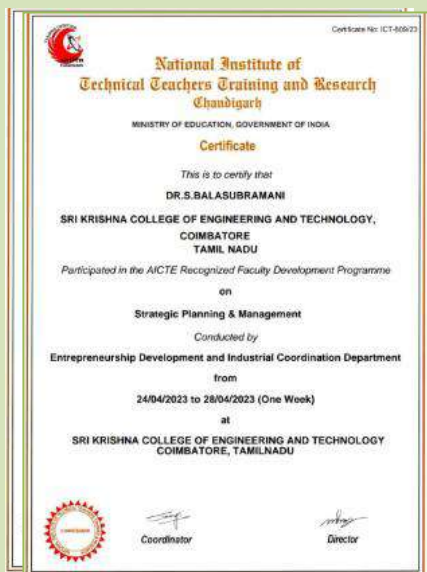 Certificate No: ICT-809/23
National Institute of
Technical Teachers Training and Research
Chandigarh
MINISTRY OF EDUCATION, GOVERNMENT OF INDIA
Certificate
This is to certify that
DR.S.BALASUBRAMANI
SRI KRISHNA COLLEGE OF ENGINEERING AND TECHNOLOGY,
COIMBATORE
TAMIL NADU
Participated in the AICTE Recognized Faculty Development Programme
on
Strategic Planning & Management
Conducted by
Entrepreneurship Development and Industrial Coordination Department
from
24/04/2023 to 28/04/2023 (One Week)
at
SRI KRISHNA COLLEGE OF ENGINEERING AND TECHNOLOGY
COIMBATORE, TAMILNADU
Coordinator
Director